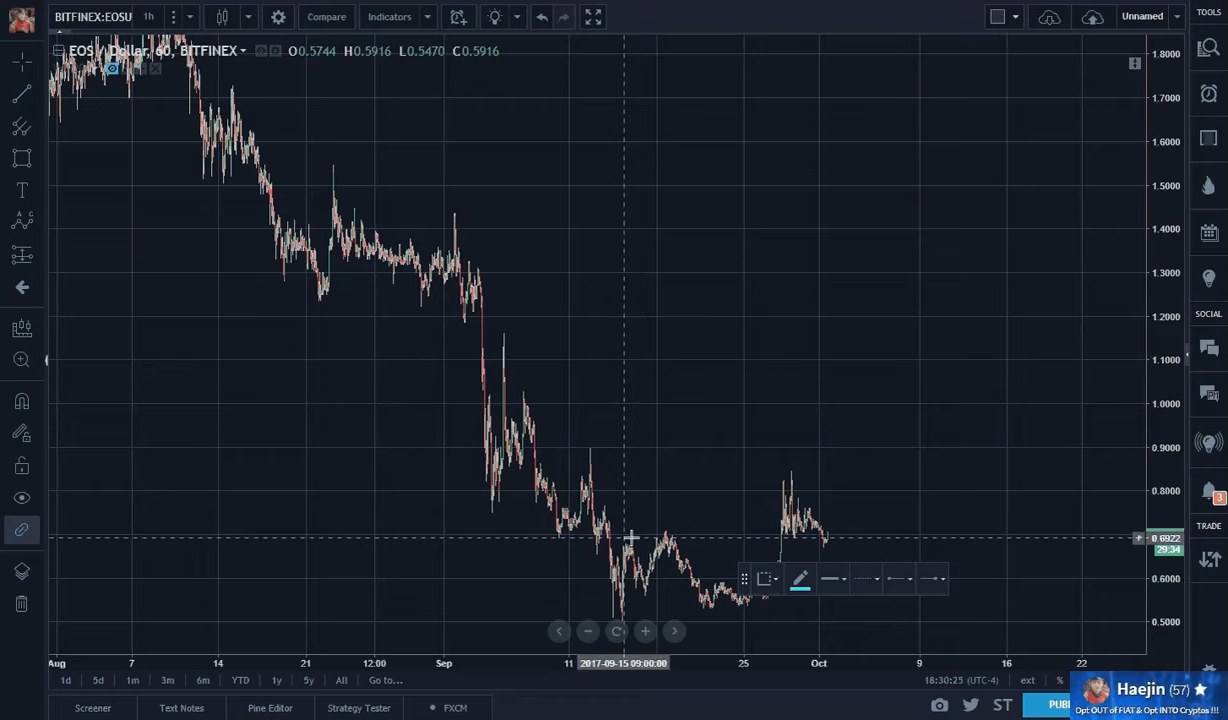 BITFINEX:EOSU 1h Compare Indicators Unnamed TOOLS
EOS / Dollar, 60, BITFINEX O0.5744 H0.5916 L0.5470 C0.5916
1.8000
1.7000
1.6000
1.5000
1.4000
1.3000
SOCIAL
1.2000
1.1000
1.0000
0.9000
0.8000
3
TRADE
0.6922
29:34
0.6000
0.5000
Aug 7 14 21 12:00 Sep 11 2017-09-15 09:00:00 25 Oct 9 16 22
1d 5d 1m 3m 6m YTD 1y 5y All Go to... 18:30:25 (UTC-4) ext %
Haejin (57)
Screener Text Notes Pine Editor Strategy Tester FXCM ST PUB
Opt OUT of FIAT & Opt INTO Cryptos !!!